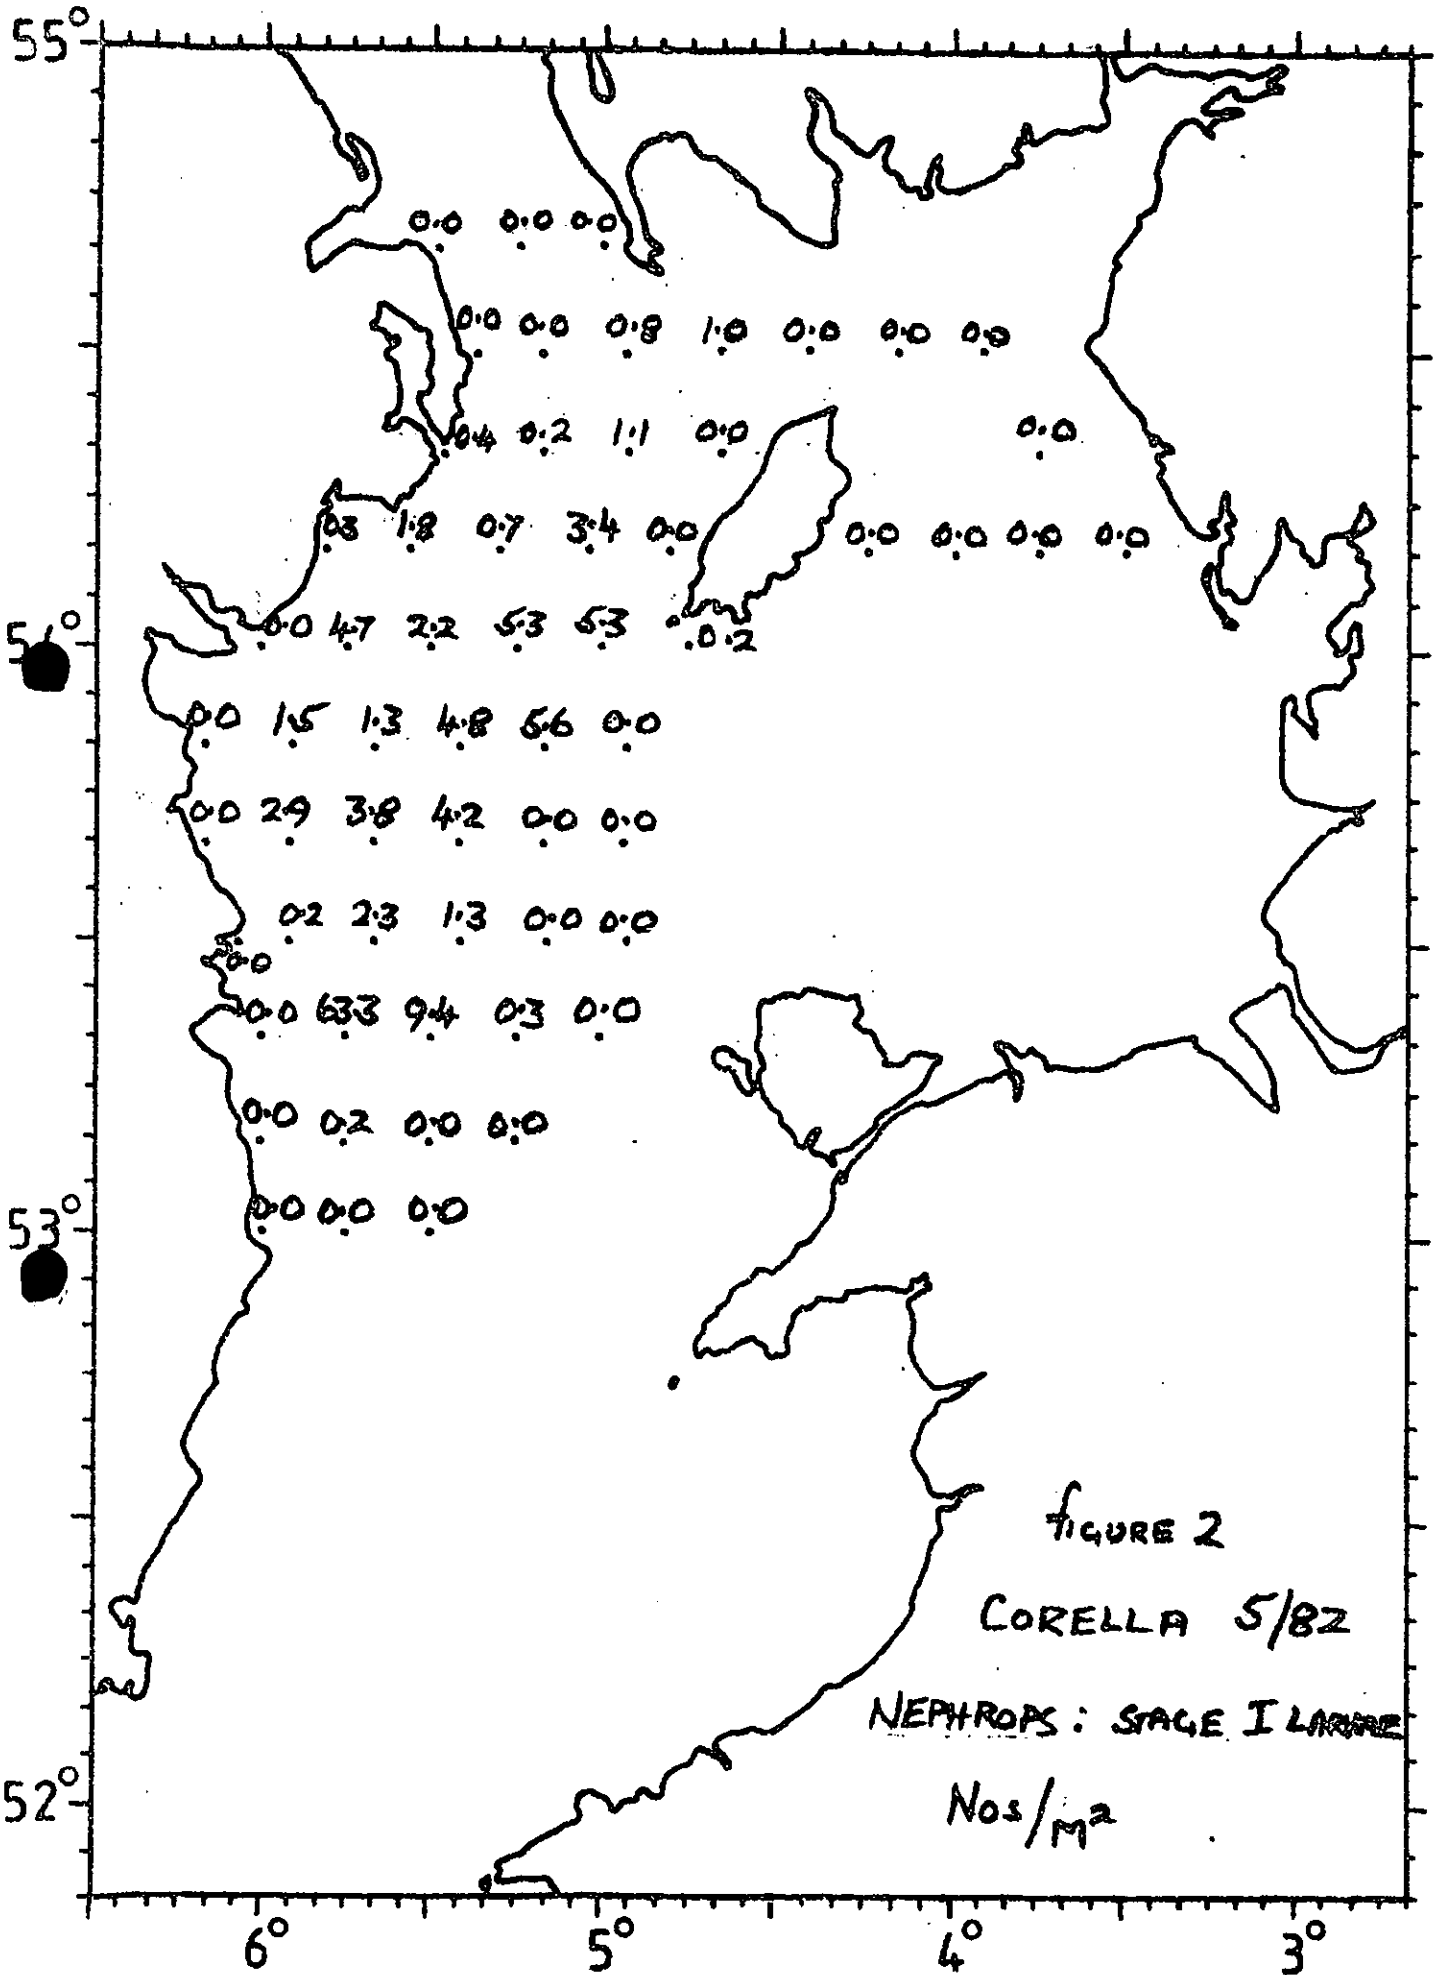 55°
0.0 0.0 0.0
0.0 0.0 0.8 1.0 0.0 0.0 0.0
0.4 0.2 1.1 0.0 0.0
0.3 1.8 0.7 3.4 0.0 0.0 0.0 0.0 0.0
54°
0.0 4.7 2.2 5.3 5.3 0.2
0.0 1.5 1.3 4.8 5.6 0.0
0.0 2.9 3.8 4.2 0.0 0.0
0.2 2.3 1.3 0.0 0.0
0.0
0.0 63.3 9.4 0.3 0.0
0.0 0.2 0.0 0.0
53°
0.0 0.0 0.0
FIGURE 2
CORELLA 5/82
NEPHROPS: STAGE I LARVAE
Nos/m²
52°
6° 5° 4° 3°